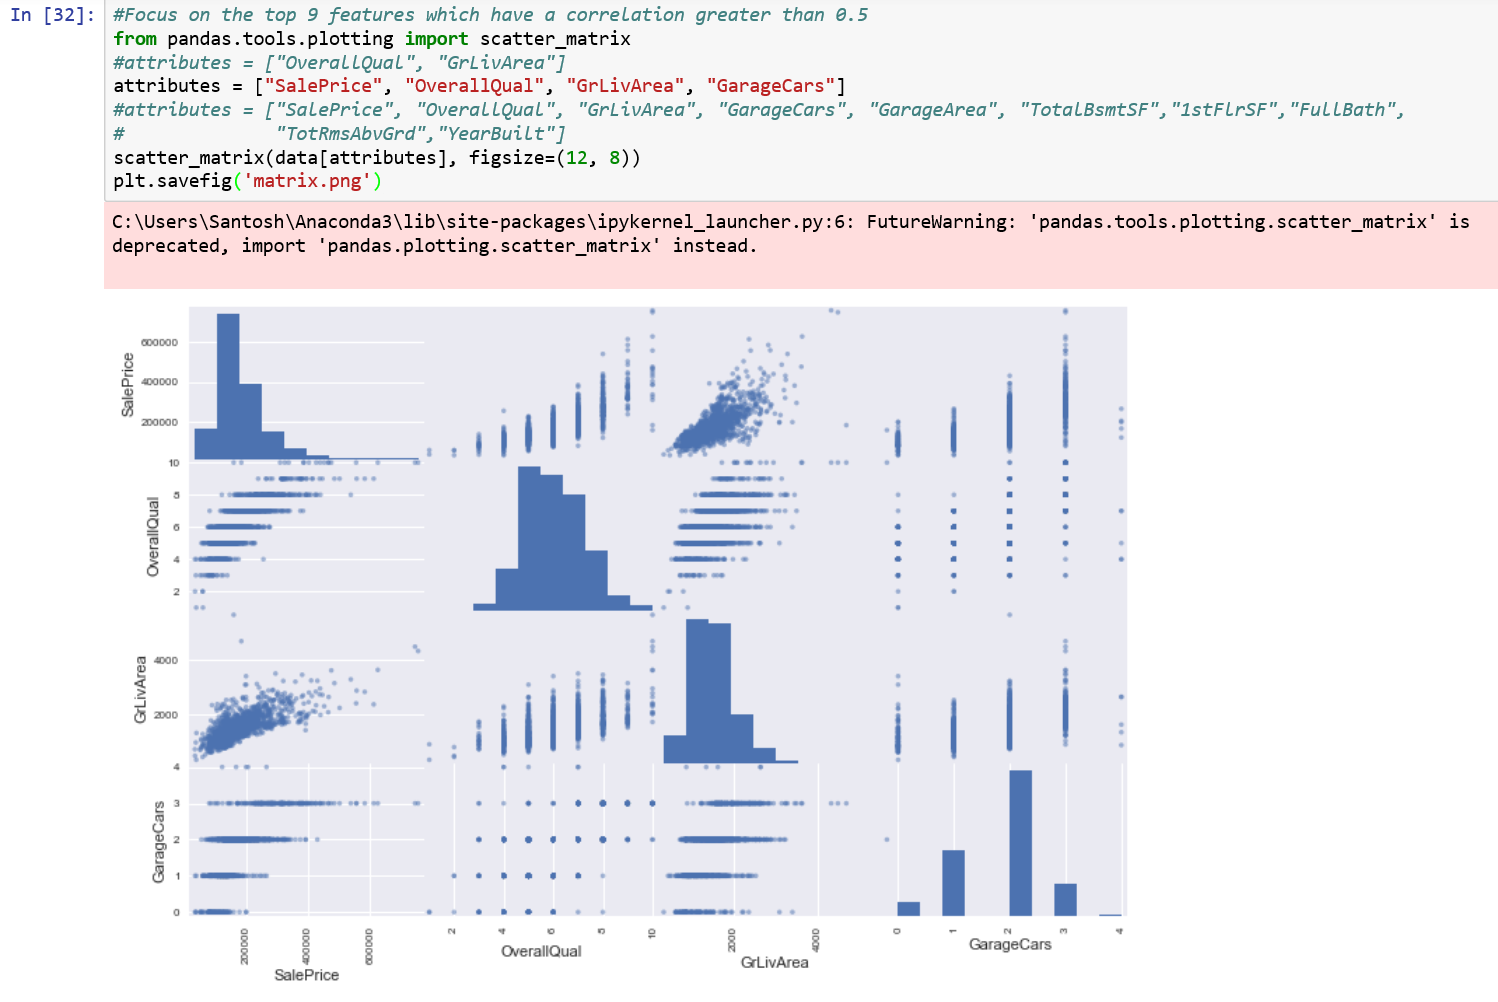 In [32]:
#Focus on the top 9 features which have a correlation greater than 0.5
from pandas.tools.plotting import scatter_matrix
#attributes = ["OverallQual", "GrLivArea"]
attributes = ["SalePrice", "OverallQual", "GrLivArea", "GarageCars"]
#attributes = ["SalePrice", "OverallQual", "GrLivArea", "GarageCars", "GarageArea", "TotalBsmtSF","1stFlrSF","FullBath",
#             "TotRmsAbvGrd","YearBuilt"]
scatter_matrix(data[attributes], figsize=(12, 8))
plt.savefig('matrix.png')
C:\Users\Santosh\Anaconda3\lib\site-packages\ipykernel_launcher.py:6: FutureWarning: 'pandas.tools.plotting.scatter_matrix' is
deprecated, import 'pandas.plotting.scatter_matrix' instead.
SalePrice
600000
400000
200000
OverallQual
10
8
6
4
2
GrLivArea
4000
2000
GarageCars
4
3
2
1
0
200000
400000
600000
SalePrice
2
4
6
8
10
OverallQual
2000
4000
GrLivArea
0
1
2
3
4
GarageCars